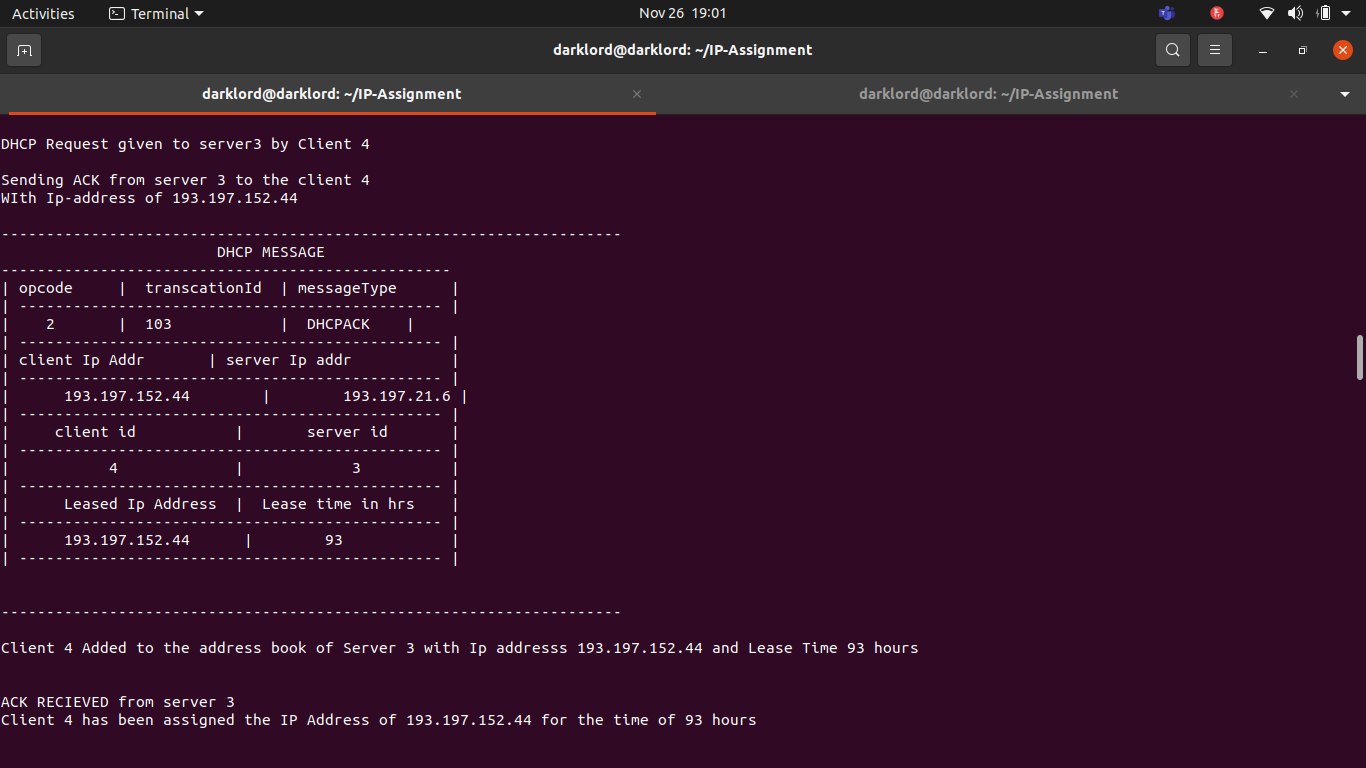 Activities Terminal Nov 26 19:01
darklord@darklord: ~/IP-Assignment
darklord@darklord: ~/IP-Assignment × darklord@darklord: ~/IP-Assignment ×
DHCP Request given to server3 by Client 4
Sending ACK from server 3 to the client 4
WIth Ip-address of 193.197.152.44
---------------------------------------------------------------------
DHCP MESSAGE
--------------------------------------------------
| opcode | transcationId | messageType |
| ----------------------------------------------- |
| 2 | 103 | DHCPACK |
| ----------------------------------------------- |
| client Ip Addr | server Ip addr |
| ----------------------------------------------- |
| 193.197.152.44 | 193.197.21.6 |
| ----------------------------------------------- |
| client id | server id |
| ----------------------------------------------- |
| 4 | 3 |
| ----------------------------------------------- |
| Leased Ip Address | Lease time in hrs |
| ----------------------------------------------- |
| 193.197.152.44 | 93 |
| ----------------------------------------------- |
---------------------------------------------------------------------
Client 4 Added to the address book of Server 3 with Ip addresss 193.197.152.44 and Lease Time 93 hours
ACK RECIEVED from server 3
Client 4 has been assigned the IP Address of 193.197.152.44 for the time of 93 hours